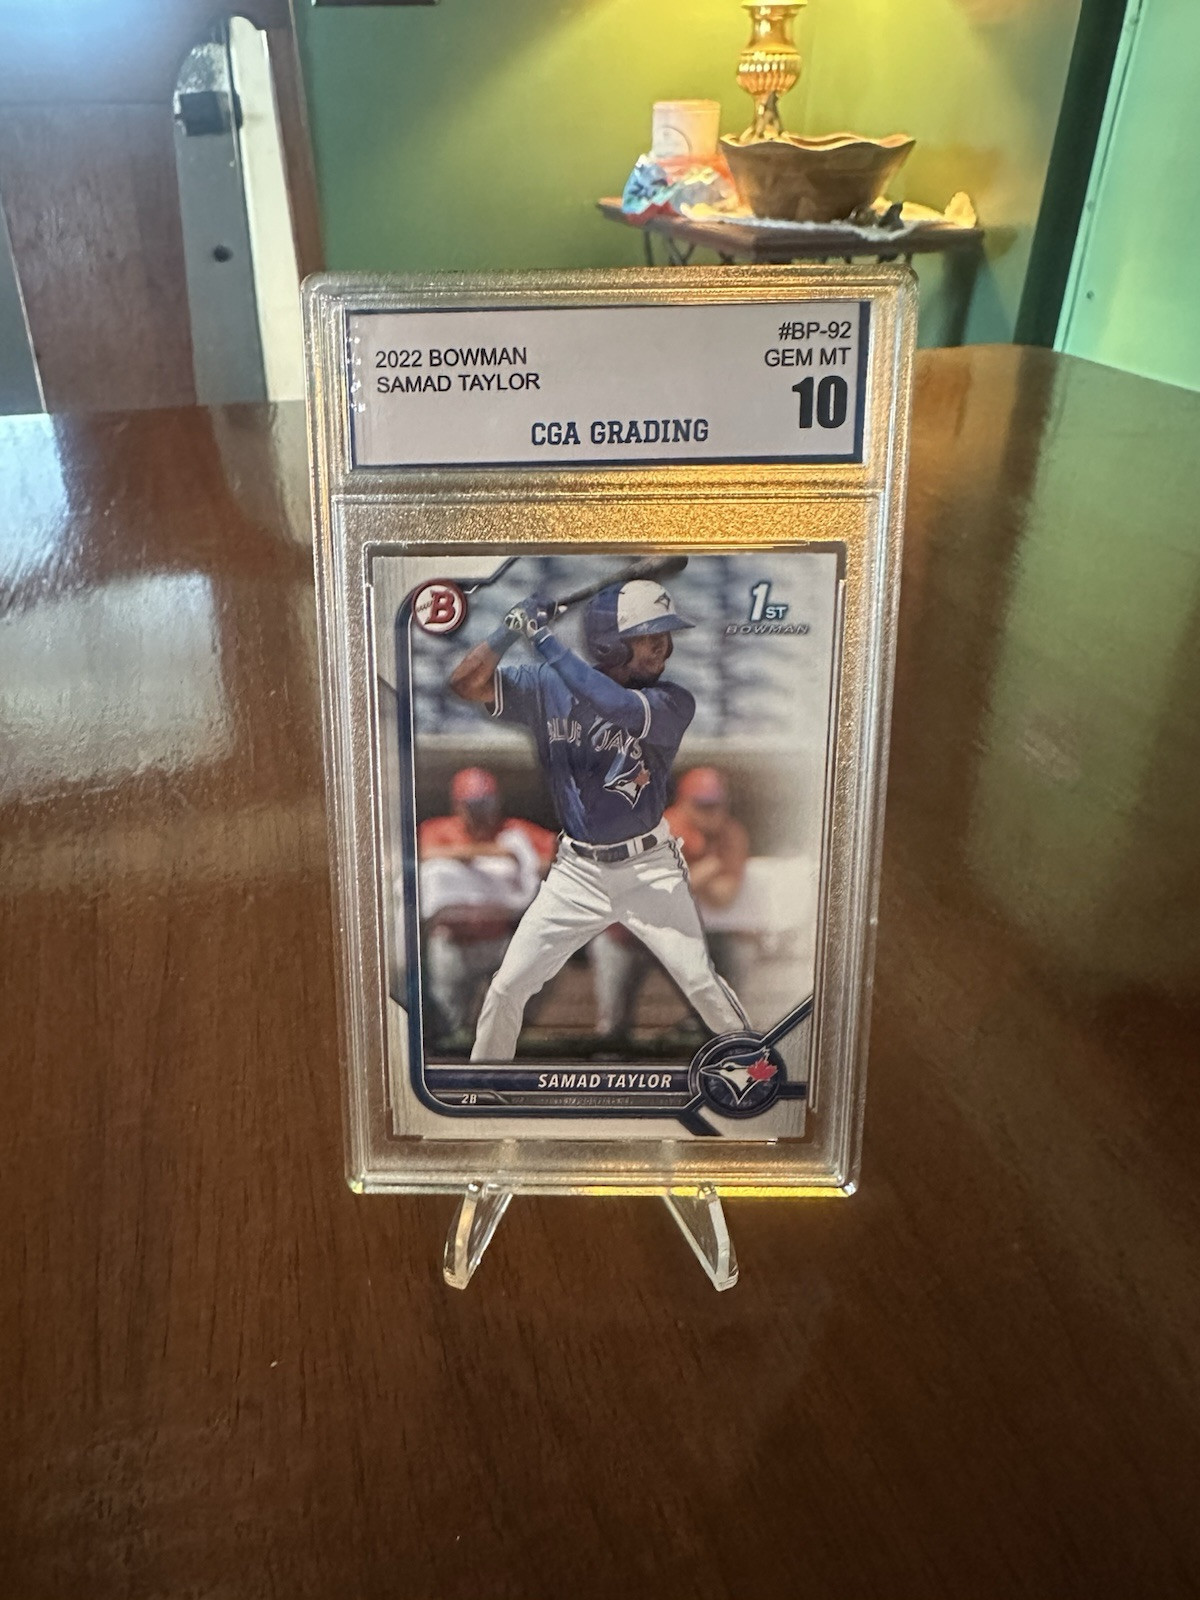 2022 BOWMAN
SAMAD TAYLOR
#BP-92
GEM MT
10
CGA GRADING
B
1ST
BOWMAN
BLUE JAYS
SAMAD TAYLOR
2B